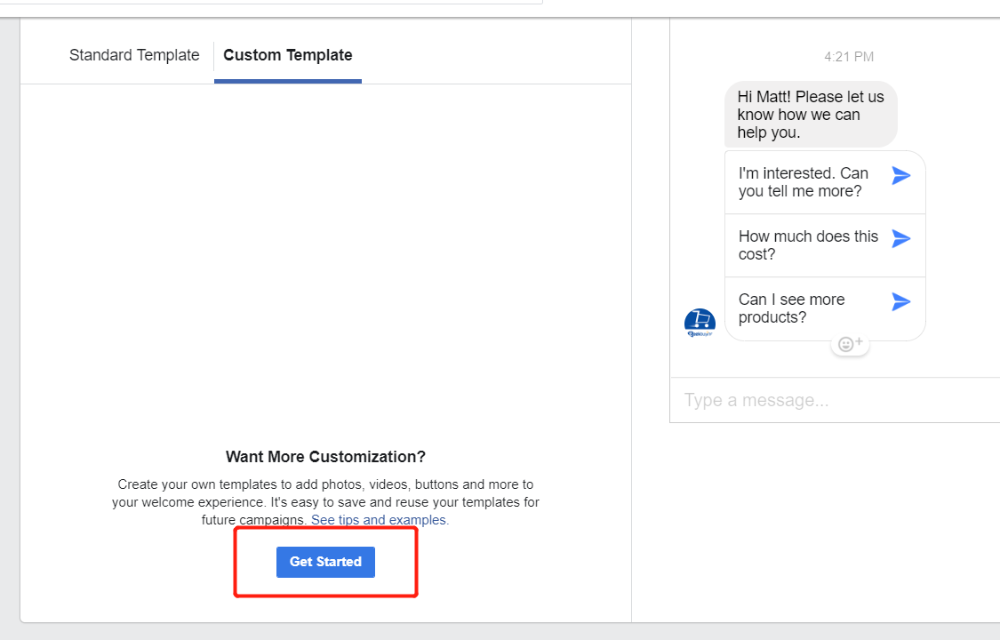 Standard Template
Custom Template
Want More Customization?
Create your own templates to add photos, videos, buttons and more to
your welcome experience. It's easy to save and reuse your templates for
future campaigns. See tips and examples.
Get Started
4:21 PM
Hi Matt! Please let us
know how we can
help you.
I'm interested. Can
you tell me more?
How much does this
cost?
Can I see more
products?
Type a message...